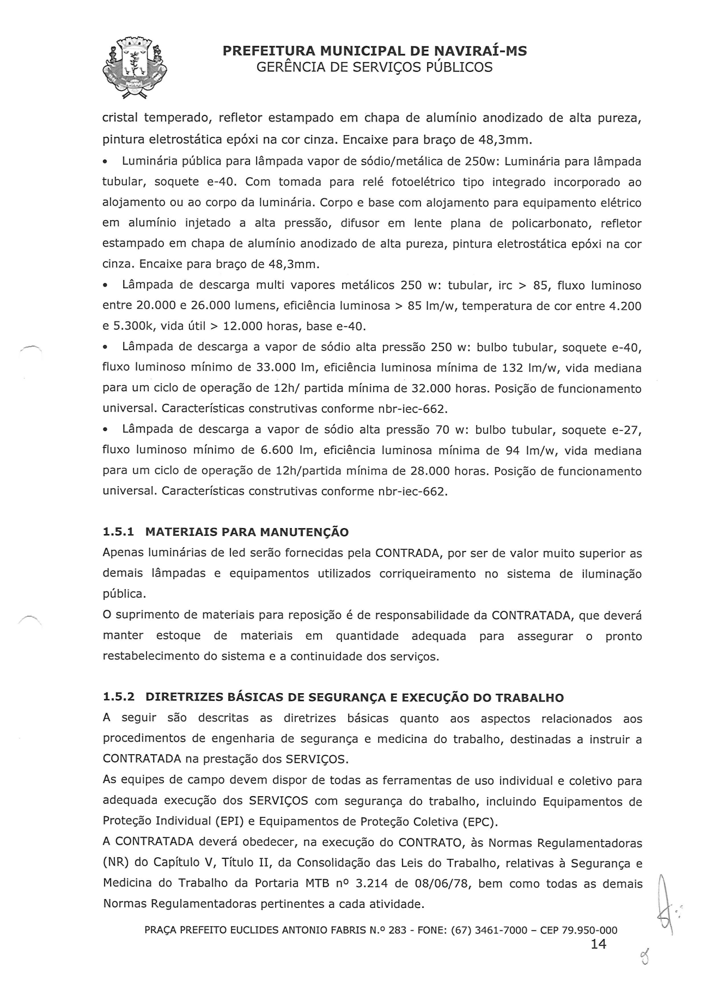 PREFEITURA MUNICIPAL DE NAVIRAÍ-MS
GERÊNCIA DE SERVIÇOS PÚBLICOS
cristal temperado, refletor estampado em chapa de alumínio anodizado de alta pureza,
pintura eletrostática epóxi na cor cinza. Encaixe para braço de 48,3mm.
• Luminária pública para lâmpada vapor de sódio/metálica de 250w: Luminária para lâmpada
tubular, soquete e-40. Com tomada para relé fotoelétrico tipo integrado incorporado ao
alojamento ou ao corpo da luminária. Corpo e base com alojamento para equipamento elétrico
em alumínio injetado a alta pressão, difusor em lente plana de policarbonato, refletor
estampado em chapa de alumínio anodizado de alta pureza, pintura eletrostática epóxi na cor
cinza. Encaixe para braço de 48,3mm.
• Lâmpada de descarga multi vapores metálicos 250 w: tubular, irc > 85, fluxo luminoso
entre 20.000 e 26.000 lumens, eficiência luminosa > 85 lm/w, temperatura de cor entre 4.200
e 5.300k, vida útil > 12.000 horas, base e-40.
• Lâmpada de descarga a vapor de sódio alta pressão 250 w: bulbo tubular, soquete e-40,
fluxo luminoso mínimo de 33.000 lm, eficiência luminosa mínima de 132 lm/w, vida mediana
para um ciclo de operação de 12h/ partida mínima de 32.000 horas. Posição de funcionamento
universal. Características construtivas conforme nbr-iec-662.
• Lâmpada de descarga a vapor de sódio alta pressão 70 w: bulbo tubular, soquete e-27,
fluxo luminoso mínimo de 6.600 lm, eficiência luminosa mínima de 94 lm/w, vida mediana
para um ciclo de operação de 12h/partida mínima de 28.000 horas. Posição de funcionamento
universal. Características construtivas conforme nbr-iec-662.
1.5.1 MATERIAIS PARA MANUTENÇÃO
Apenas luminárias de led serão fornecidas pela CONTRADA, por ser de valor muito superior as
demais lâmpadas e equipamentos utilizados corriqueiramento no sistema de iluminação
pública.
O suprimento de materiais para reposição é de responsabilidade da CONTRATADA, que deverá
manter estoque de materiais em quantidade adequada para assegurar o pronto
restabelecimento do sistema e a continuidade dos serviços.
1.5.2 DIRETRIZES BÁSICAS DE SEGURANÇA E EXECUÇÃO DO TRABALHO
A seguir são descritas as diretrizes básicas quanto aos aspectos relacionados aos
procedimentos de engenharia de segurança e medicina do trabalho, destinadas a instruir a
CONTRATADA na prestação dos SERVIÇOS.
As equipes de campo devem dispor de todas as ferramentas de uso individual e coletivo para
adequada execução dos SERVIÇOS com segurança do trabalho, incluindo Equipamentos de
Proteção Individual (EPI) e Equipamentos de Proteção Coletiva (EPC).
A CONTRATADA deverá obedecer, na execução do CONTRATO, às Normas Regulamentadoras
(NR) do Capítulo V, Título II, da Consolidação das Leis do Trabalho, relativas à Segurança e
Medicina do Trabalho da Portaria MTB nº 3.214 de 08/06/78, bem como todas as demais
Normas Regulamentadoras pertinentes a cada atividade.
PRAÇA PREFEITO EUCLIDES ANTONIO FABRIS N.º 283 - FONE: (67) 3461-7000 – CEP 79.950-000
14